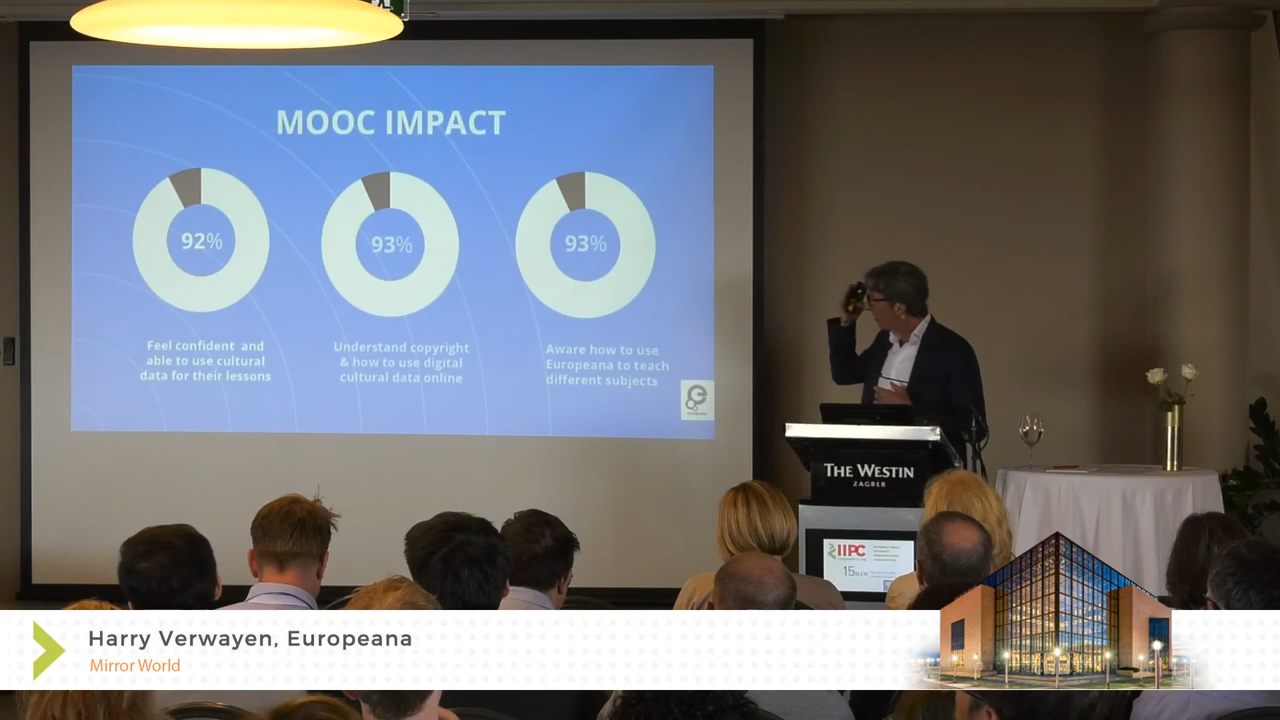 MOOC IMPACT
92%
93%
93%
Feel confident and
able to use cultural
data for their lessons
Understand copyright
& how to use digital
cultural data online
Aware how to use
Europeana to teach
different subjects
THE WESTIN
ZAGREB
IIPC
15
Harry Verwayen, Europeana
Mirror World